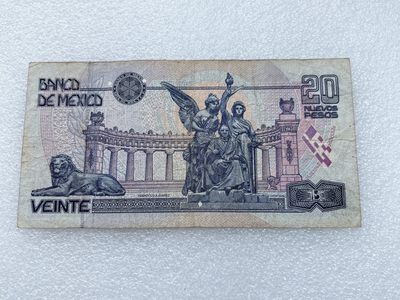 BANCO
DE MEXICO
20
NUEVOS
PESOS
VEINTE